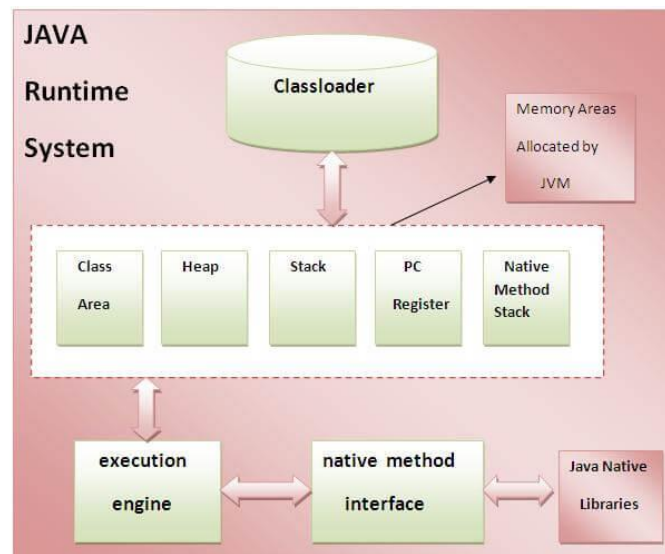 JAVA
Runtime
System
Classloader
Memory Areas
Allocated by
JVM
Class
Area
Heap
Stack
PC
Register
Native
Method
Stack
execution
engine
native method
interface
Java Native
Libraries